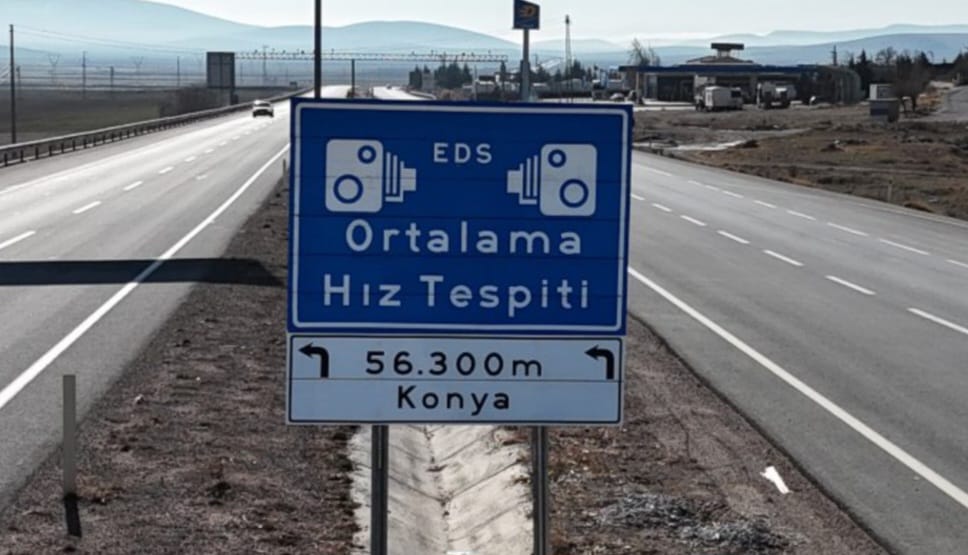 EDS
Ortalama
Hız Tespiti
56.300m
Konya